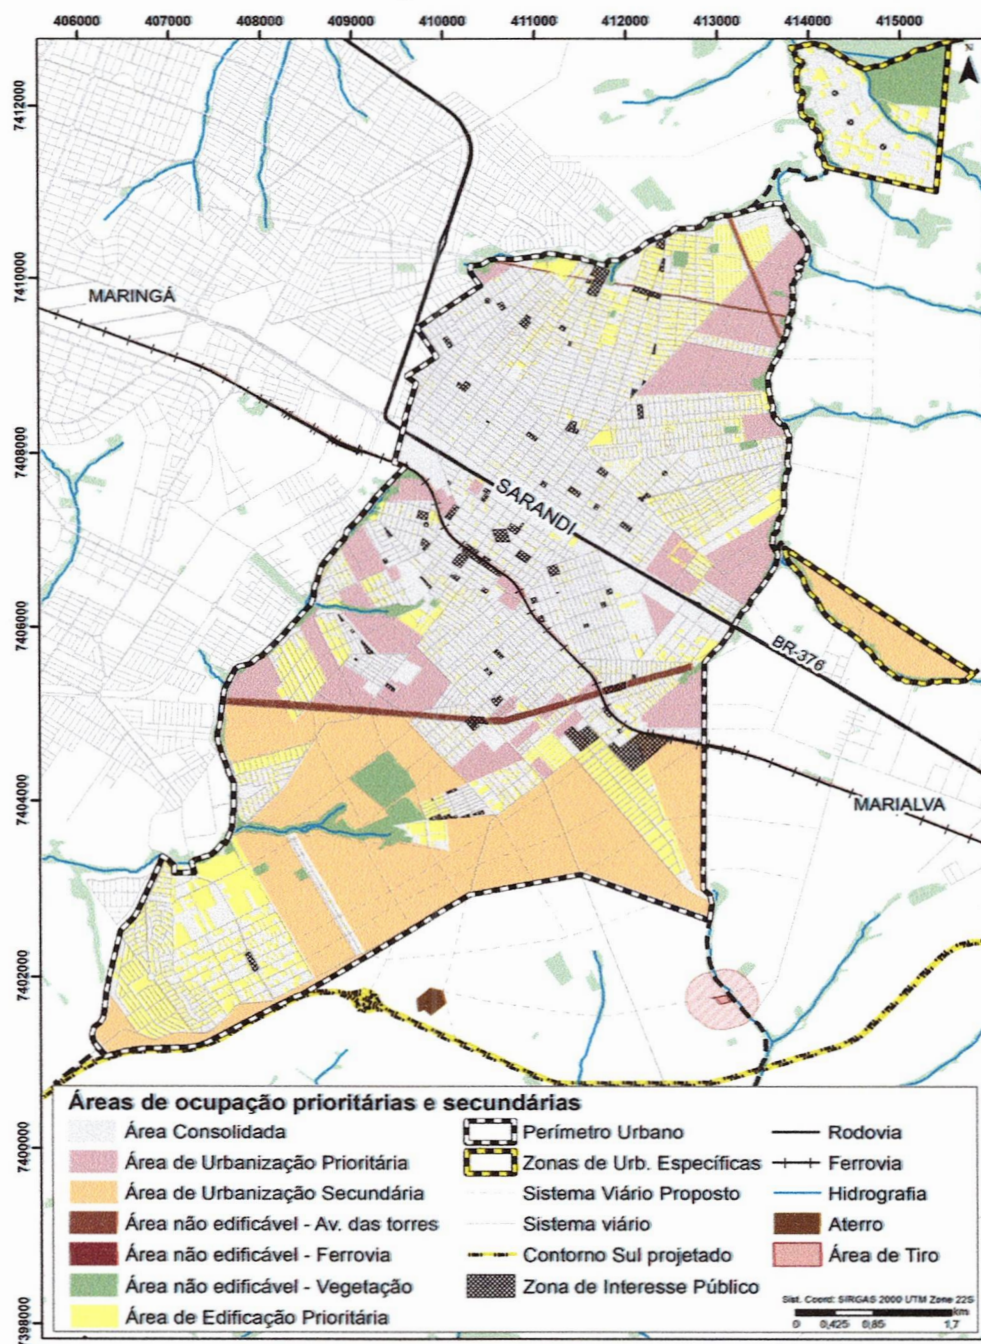 406000 407000 408000 409000 410000 411000 412000 413000 414000 415000
N
7412000
7410000
MARINGÁ
7408000
SARANDI
7406000
BR-376
7404000
MARIALVA
7402000
Áreas de ocupação prioritárias e secundárias
Área Consolidada
Área de Urbanização Prioritária
Área de Urbanização Secundária
Área não edificável - Av. das torres
Área não edificável - Ferrovia
Área não edificável - Vegetação
Área de Edificação Prioritária
Perímetro Urbano
Zonas de Urb. Específicas
Sistema Viário Proposto
Sistema viário
Contorno Sul projetado
Zona de Interesse Público
Rodovia
Ferrovia
Hidrografia
Aterro
Área de Tiro
7400000
7398000
Sist. Coord: SIRGAS 2000 UTM Zone 22S
km
0 0,425 0,85 1,7